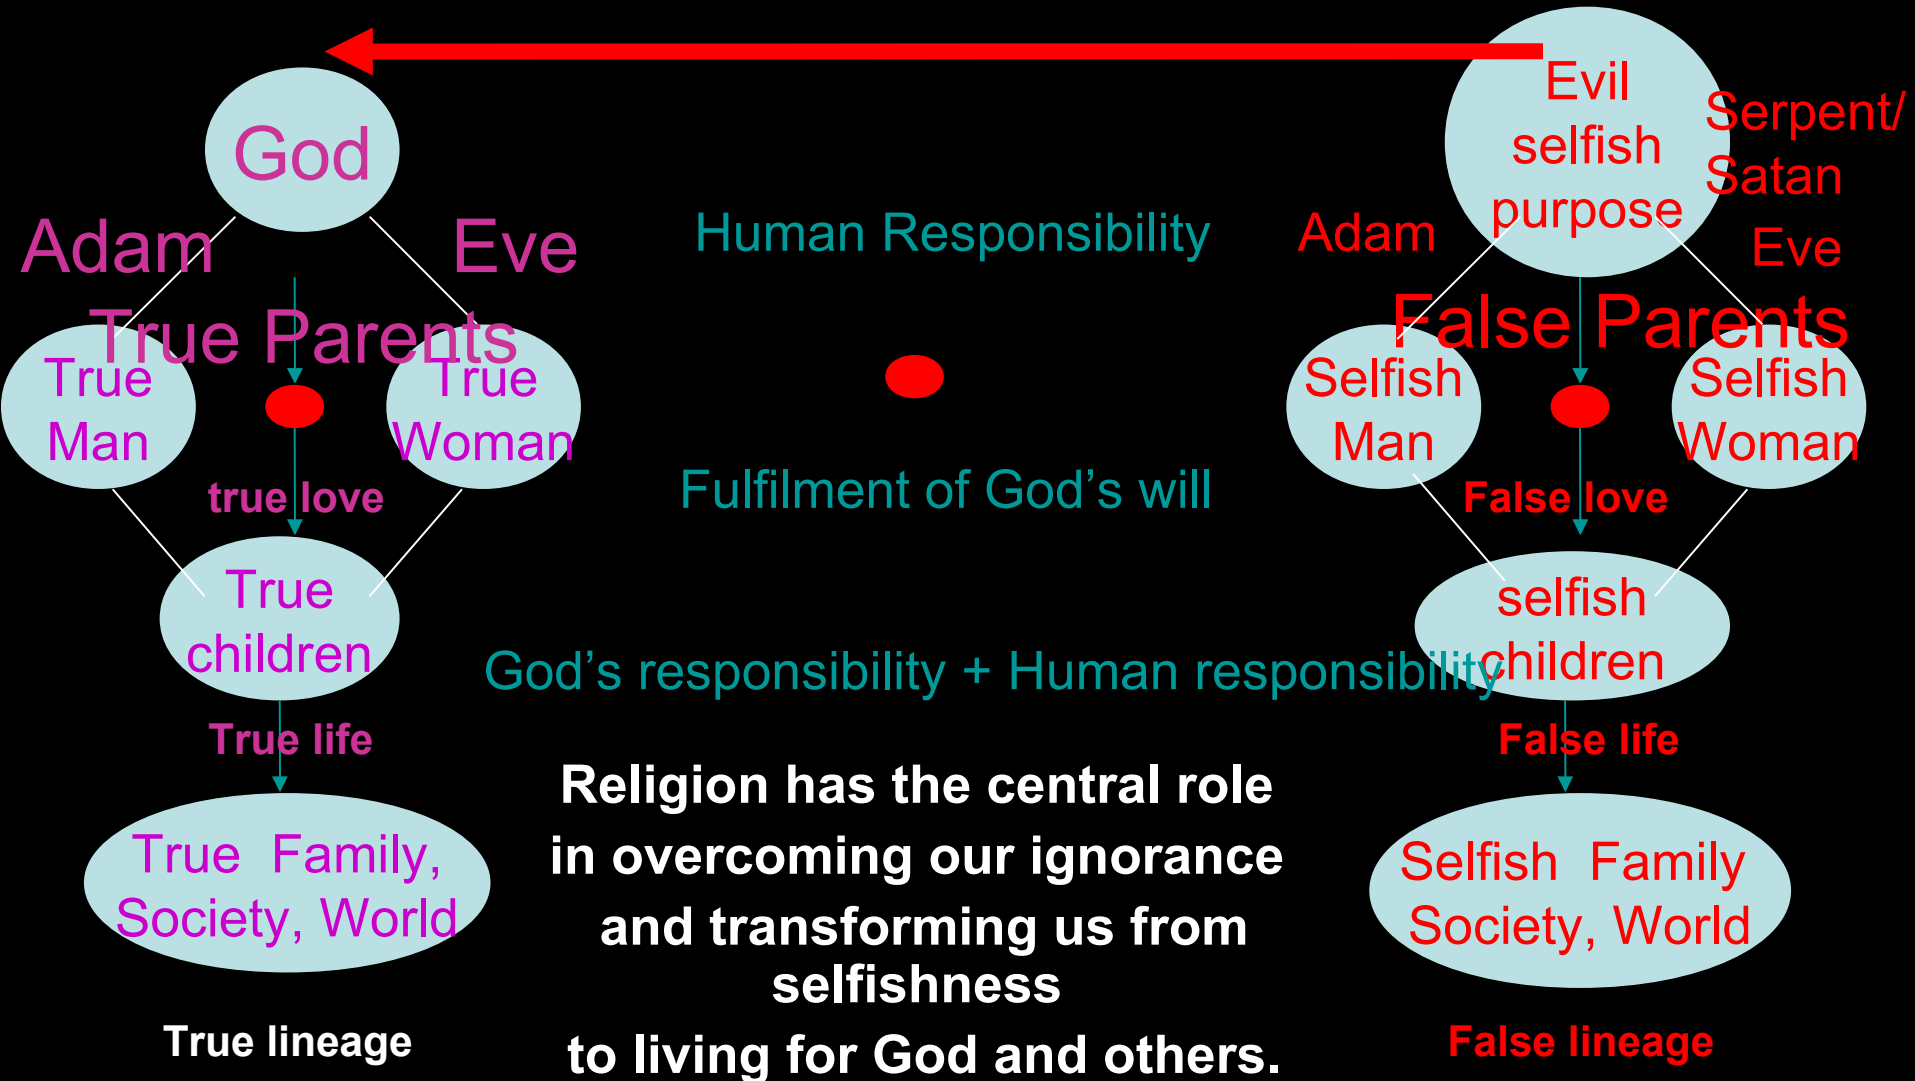 God
Adam
Eve
True Parents
True
Man
True
Woman
true love
True
children
True life
True  Family,
Society, World
True lineage
Human Responsibility
Fulfilment of God’s will
God’s responsibility + Human responsibility
Religion has the central role
in overcoming our ignorance
and transforming us from
selfishness
to living for God and others.
Evil
selfish
purpose
Serpent/
Satan
Adam
Eve
False Parents
Selfish
Man
Selfish
Woman
False love
selfish
children
False life
Selfish  Family
Society, World
False lineage